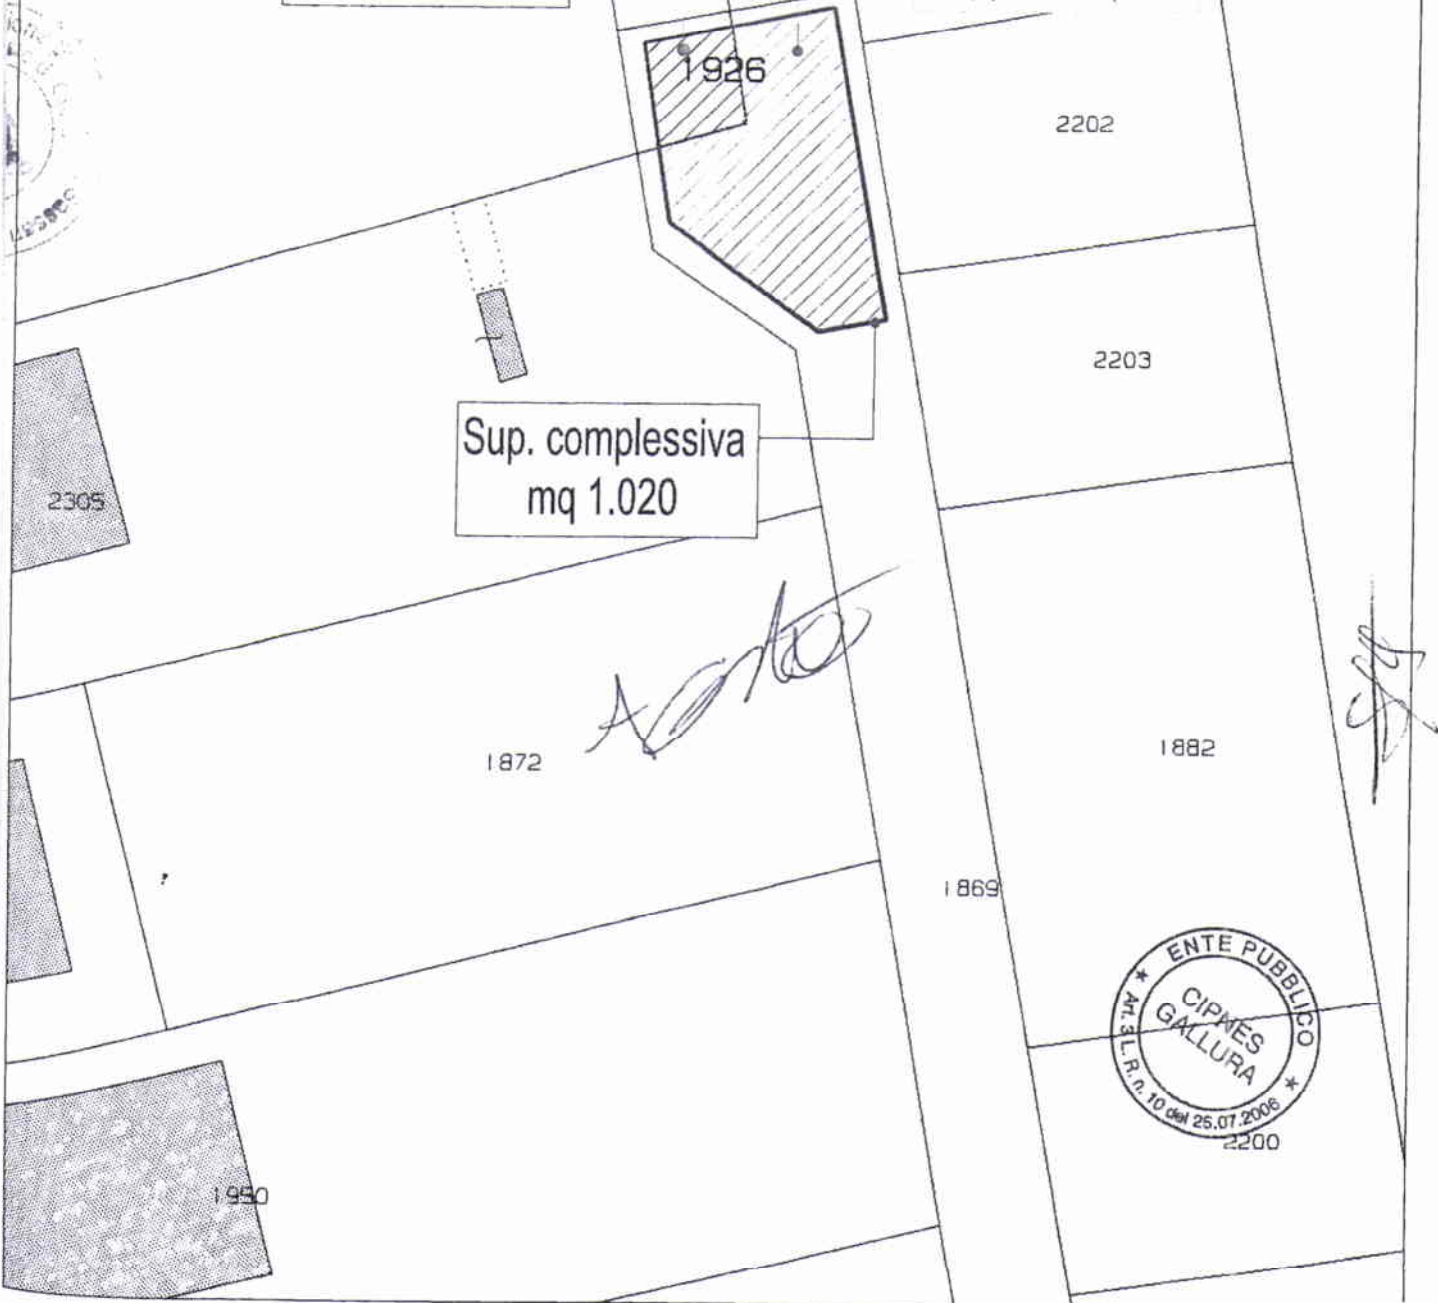 1926
2202
2203
Sup. complessiva
mq 1.020
2305
1872
1882
1869
ENTE PUBBLICO
CIPNES
GALLURA
Art. 3 L.R. n. 10 del 25.07.2006
2200
1950